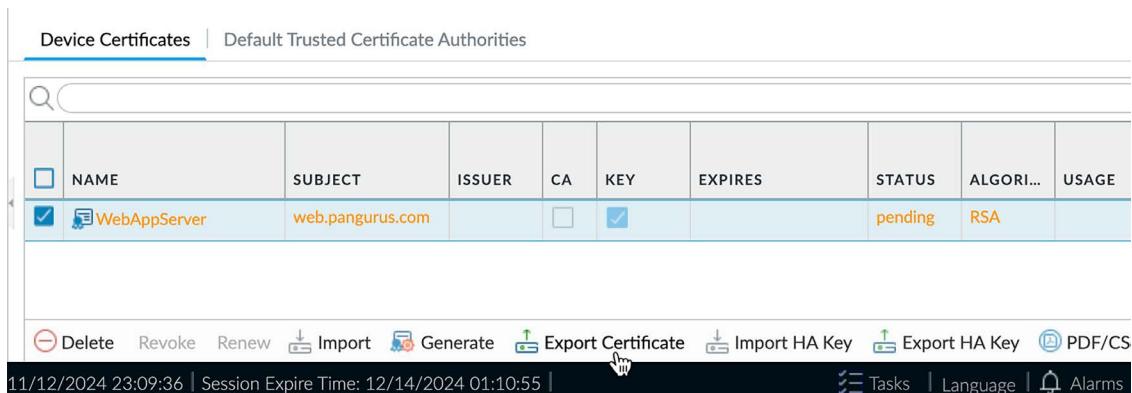 Device Certificates | Default Trusted Certificate Authorities
NAME SUBJECT ISSUER CA KEY EXPIRES STATUS ALGORI... USAGE
WebAppServer web.pangurus.com pending RSA
Delete Revoke Renew Import Generate Export Certificate Import HA Key Export HA Key PDF/CS
11/12/2024 23:09:36 | Session Expire Time: 12/14/2024 01:10:55 | Tasks | Language | Alarms